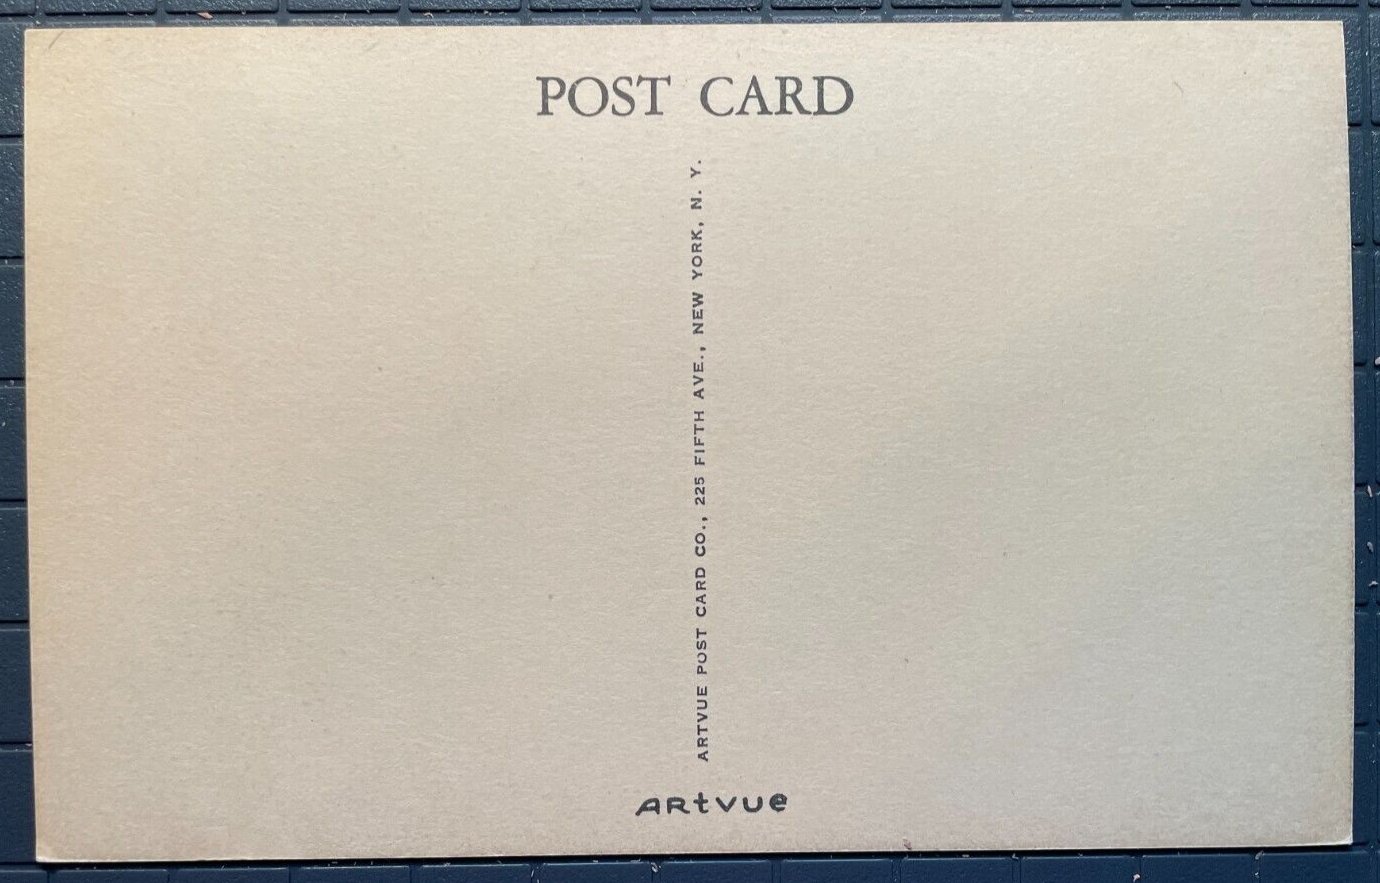 POST CARD
ARTVUE POST CARD CO., 225 FIFTH AVE., NEW YORK, N. Y.
ARtvue